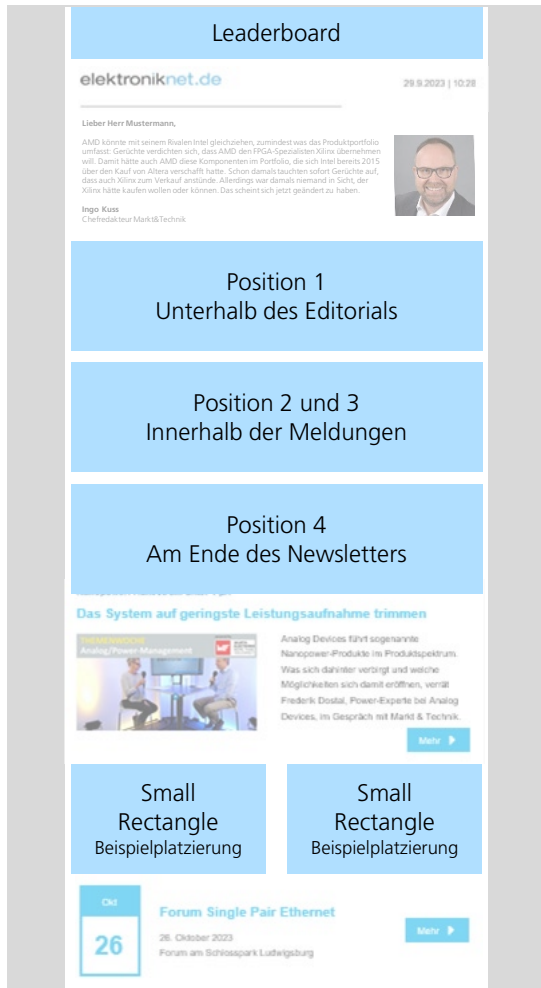 Leaderboard
elektroniknet.de
29.9.2023 | 10:28
Lieber Herr Mustermann,
AMD könnte mit seinem Rivalen Intel gleichziehen, zumindest was das Produktportfolio
umfasst: Gerüchte verdichten sich, dass AMD den FPGA-Spezialisten Xilinx übernehmen
will. Damit hätte auch AMD diese Komponenten im Portfolio, die sich Intel bereits 2015
über den Kauf von Altera verschafft hatte. Schon damals tauchten sofort Gerüchte auf,
dass auch Xilinx zum Verkauf anstünde. Allerdings war damals niemand in Sicht, der
Xilinx hätte kaufen wollen oder können. Das scheint sich jetzt geändert zu haben.
Ingo Kuss
Chefredakteur Markt&Technik
Position 1
Unterhalb des Editorials
Position 2 und 3
Innerhalb der Meldungen
Position 4
Am Ende des Newsletters
Das System auf geringste Leistungsaufnahme trimmen
THEMENWOCHE
Analog/Power-Management
Analog Devices führt sogenannte
Nanopower-Produkte im Produktspektrum.
Was sich dahinter verbirgt und welche
Möglichkeiten sich damit eröffnen, verrät
Frederik Dostal, Power-Experte bei Analog
Devices, im Gespräch mit Markt & Technik.
Mehr
Small
Rectangle
Beispielplatzierung
Small
Rectangle
Beispielplatzierung
Okt
26
Forum Single Pair Ethernet
26. Oktober 2023
Forum am Schlosspark Ludwigsburg
Mehr